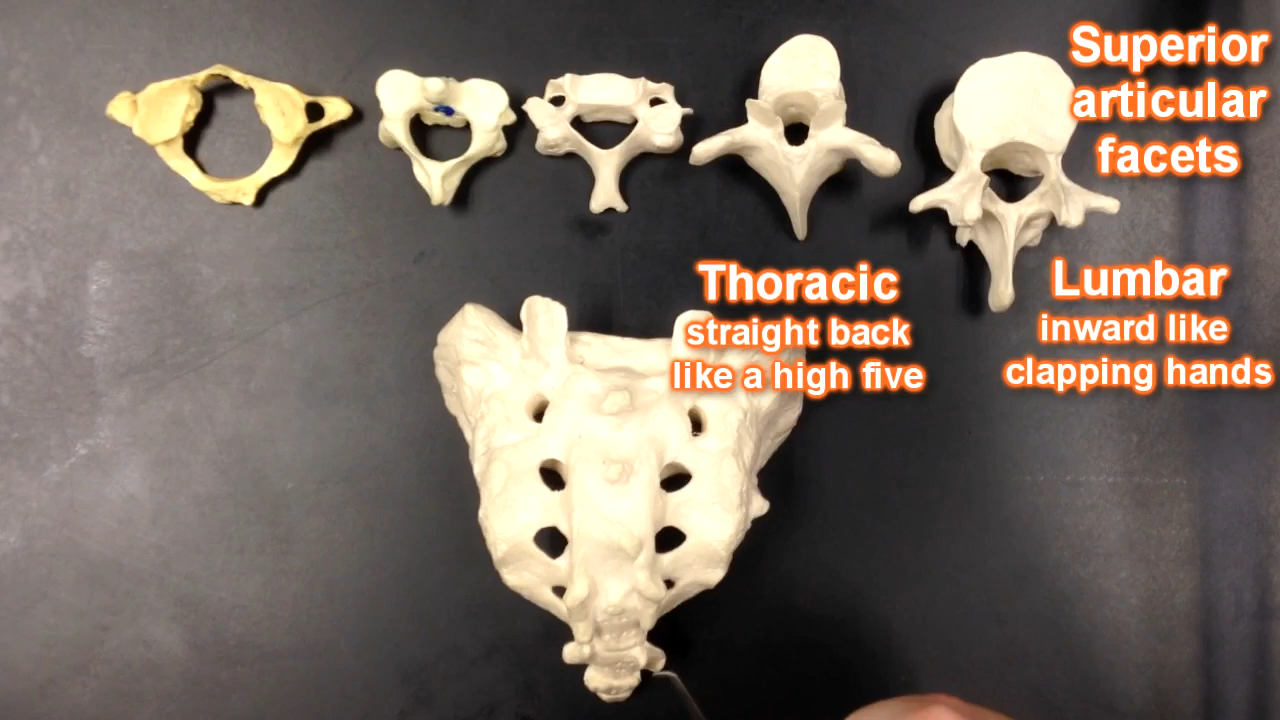 Superior
articular
facets
Thoracic
straight back
like a high five
Lumbar
inward like
clapping hands